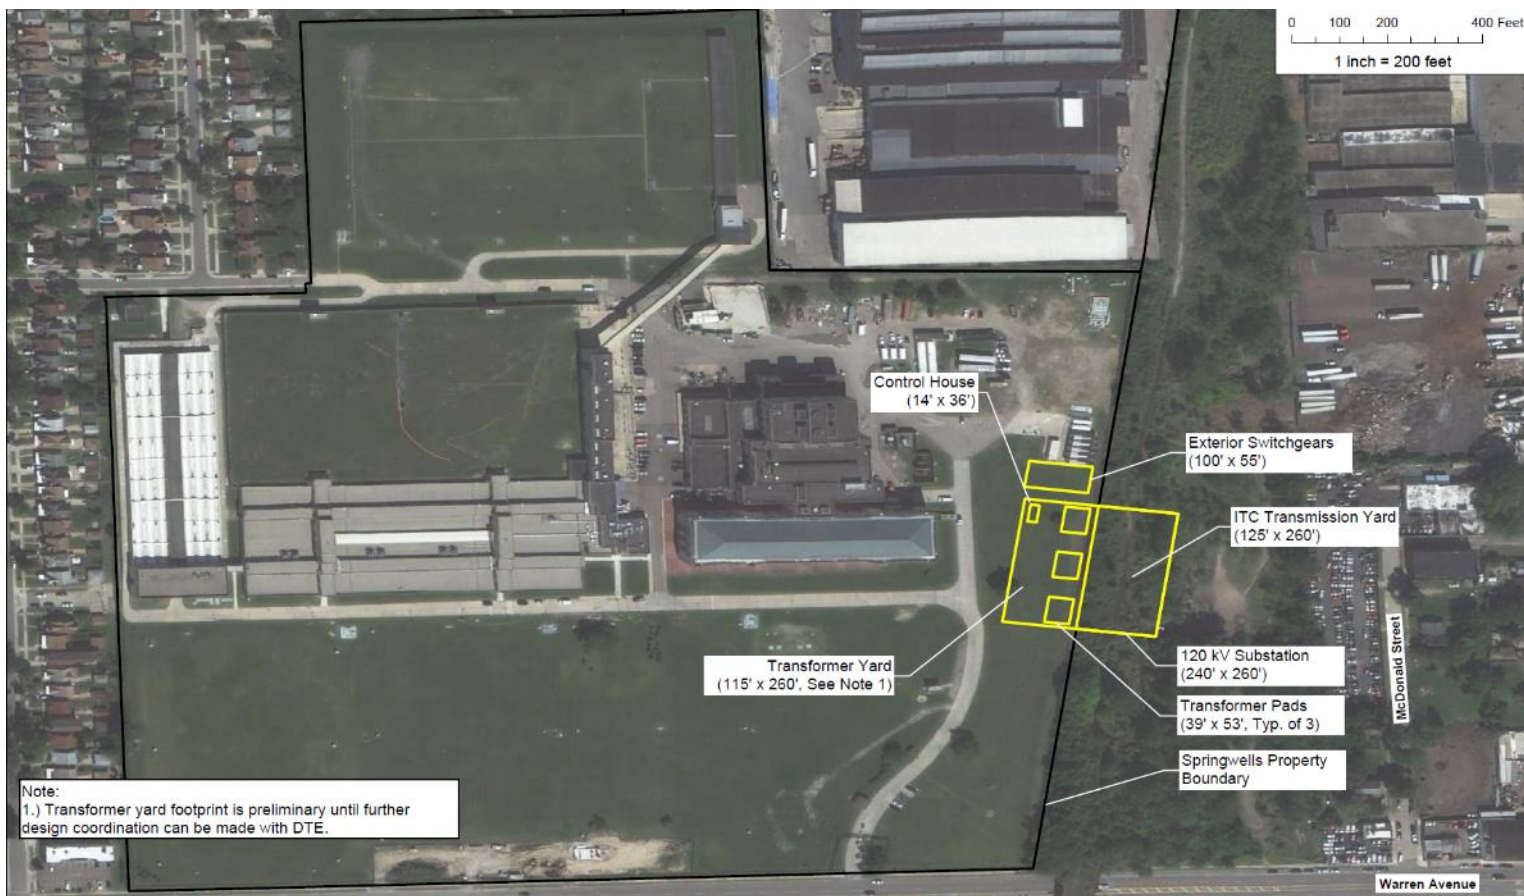 0 100 200 400 Feet
1 inch = 200 feet
Control House
(14' x 36')
Exterior Switchgears
(100' x 55')
ITC Transmission Yard
(125' x 260')
Transformer Yard
(115' x 260', See Note 1)
120 kV Substation
(240' x 260')
Transformer Pads
(39' x 53', Typ. of 3)
Springwells Property
Boundary
McDonald Street
Note:
1.) Transformer yard footprint is preliminary until further
design coordination can be made with DTE.
Warren Avenue